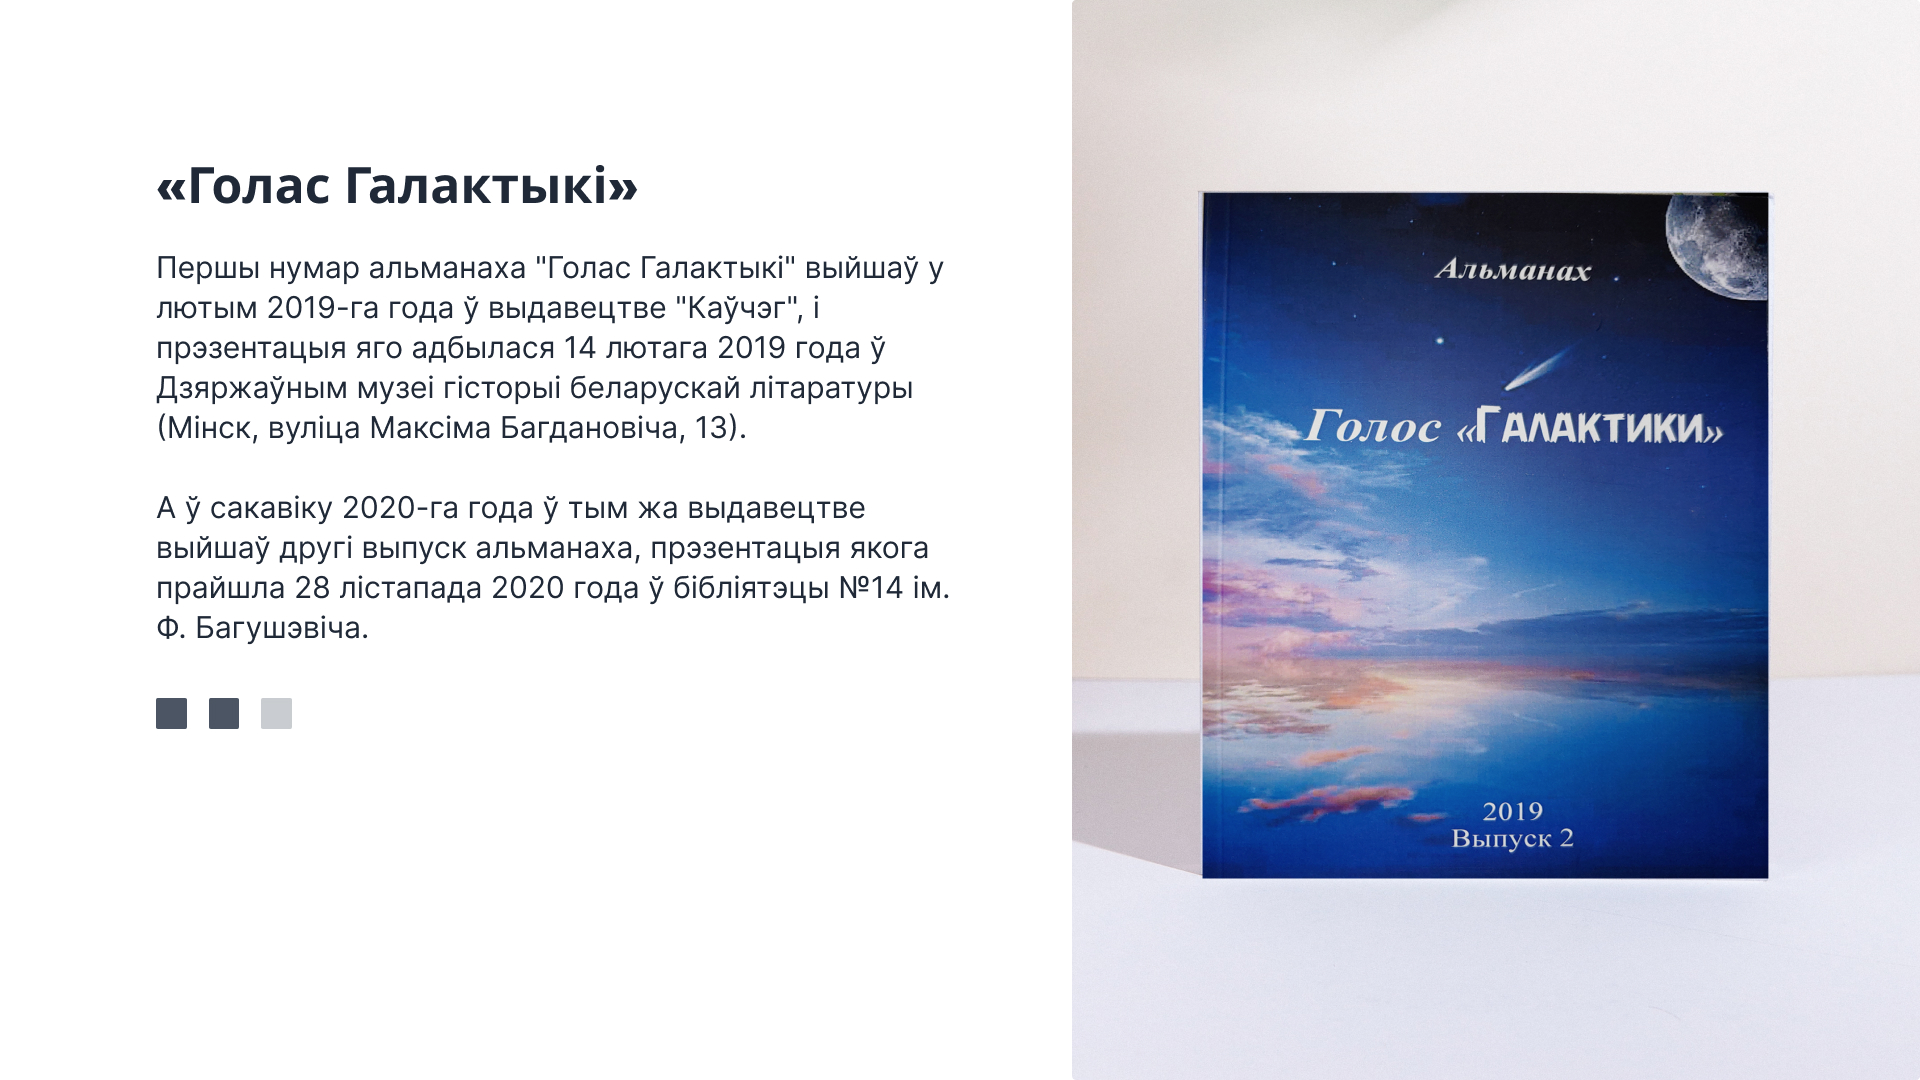 «Голас Галактыкі»
Першы нумар альманаха "Голас Галактыкі" выйшаў у
лютым 2019-га года ў выдавецтве "Каўчэг", і
прэзентацыя яго адбылася 14 лютага 2019 года ў
Дзяржаўным музеі гісторыі беларускай літаратуры
(Мінск, вуліца Максіма Багдановіча, 13).
А ў сакавіку 2020-га года ў тым жа выдавецтве
выйшаў другі выпуск альманаха, прэзентацыя якога
прайшла 28 лістапада 2020 года ў бібліятэцы №14 ім.
Ф. Багушэвіча.
Альманах
Голос «Галактики»
2019
Выпуск 2